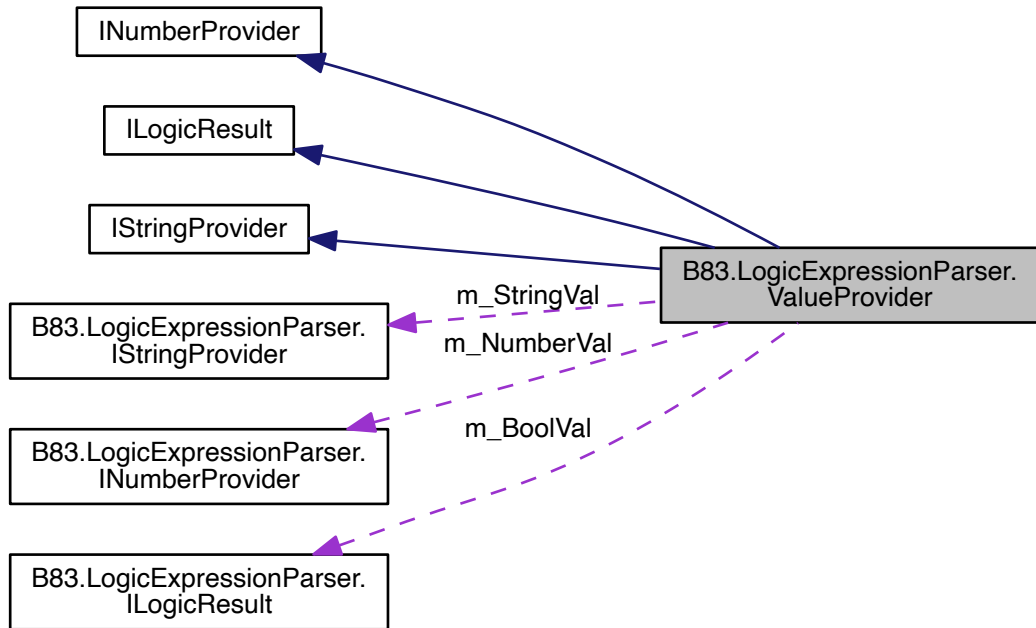 INumberProvider
ILogicResult
IStringProvider
B83.LogicExpressionParser.
ValueProvider
m_StringVal
B83.LogicExpressionParser.
IStringProvider
m_NumberVal
B83.LogicExpressionParser.
INumberProvider
m_BoolVal
B83.LogicExpressionParser.
ILogicResult